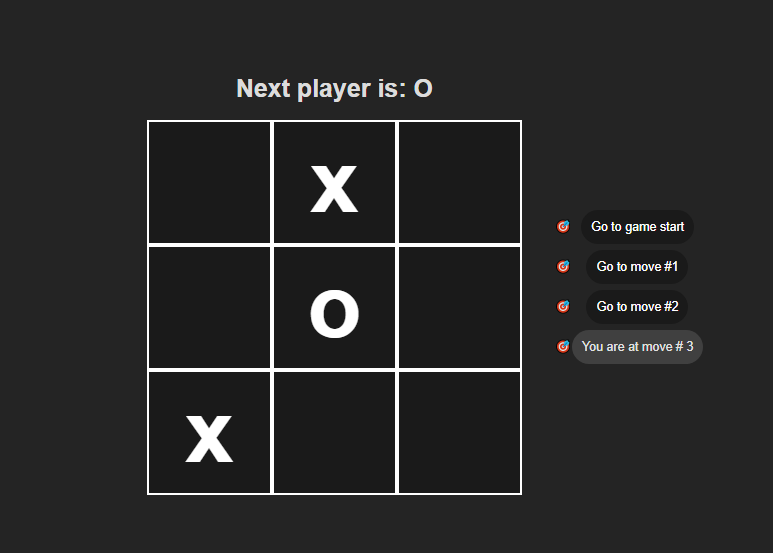 Next player is: O
X
O
X
Go to game start
Go to move #1
Go to move #2
You are at move # 3